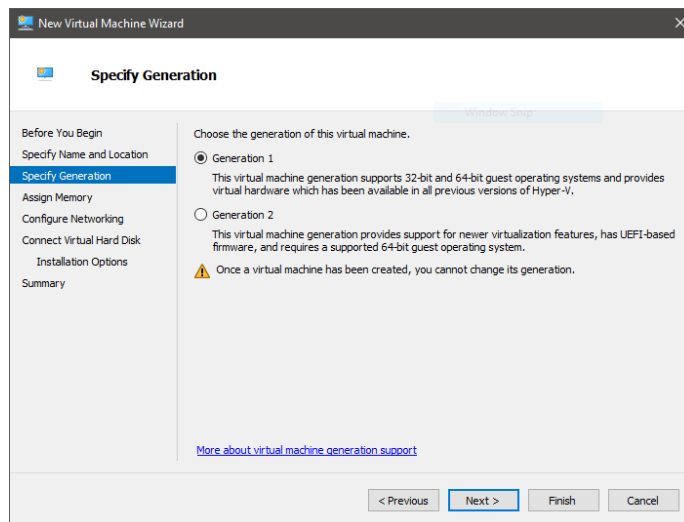 New Virtual Machine Wizard
Specify Generation
Window Snip
Before You Begin
Specify Name and Location
Specify Generation
Assign Memory
Configure Networking
Connect Virtual Hard Disk
Installation Options
Summary
Choose the generation of this virtual machine.
Generation 1
This virtual machine generation supports 32-bit and 64-bit guest operating systems and provides
virtual hardware which has been available in all previous versions of Hyper-V.
Generation 2
This virtual machine generation provides support for newer virtualization features, has UEFI-based
firmware, and requires a supported 64-bit guest operating system.
Once a virtual machine has been created, you cannot change its generation.
More about virtual machine generation support
< Previous
Next >
Finish
Cancel